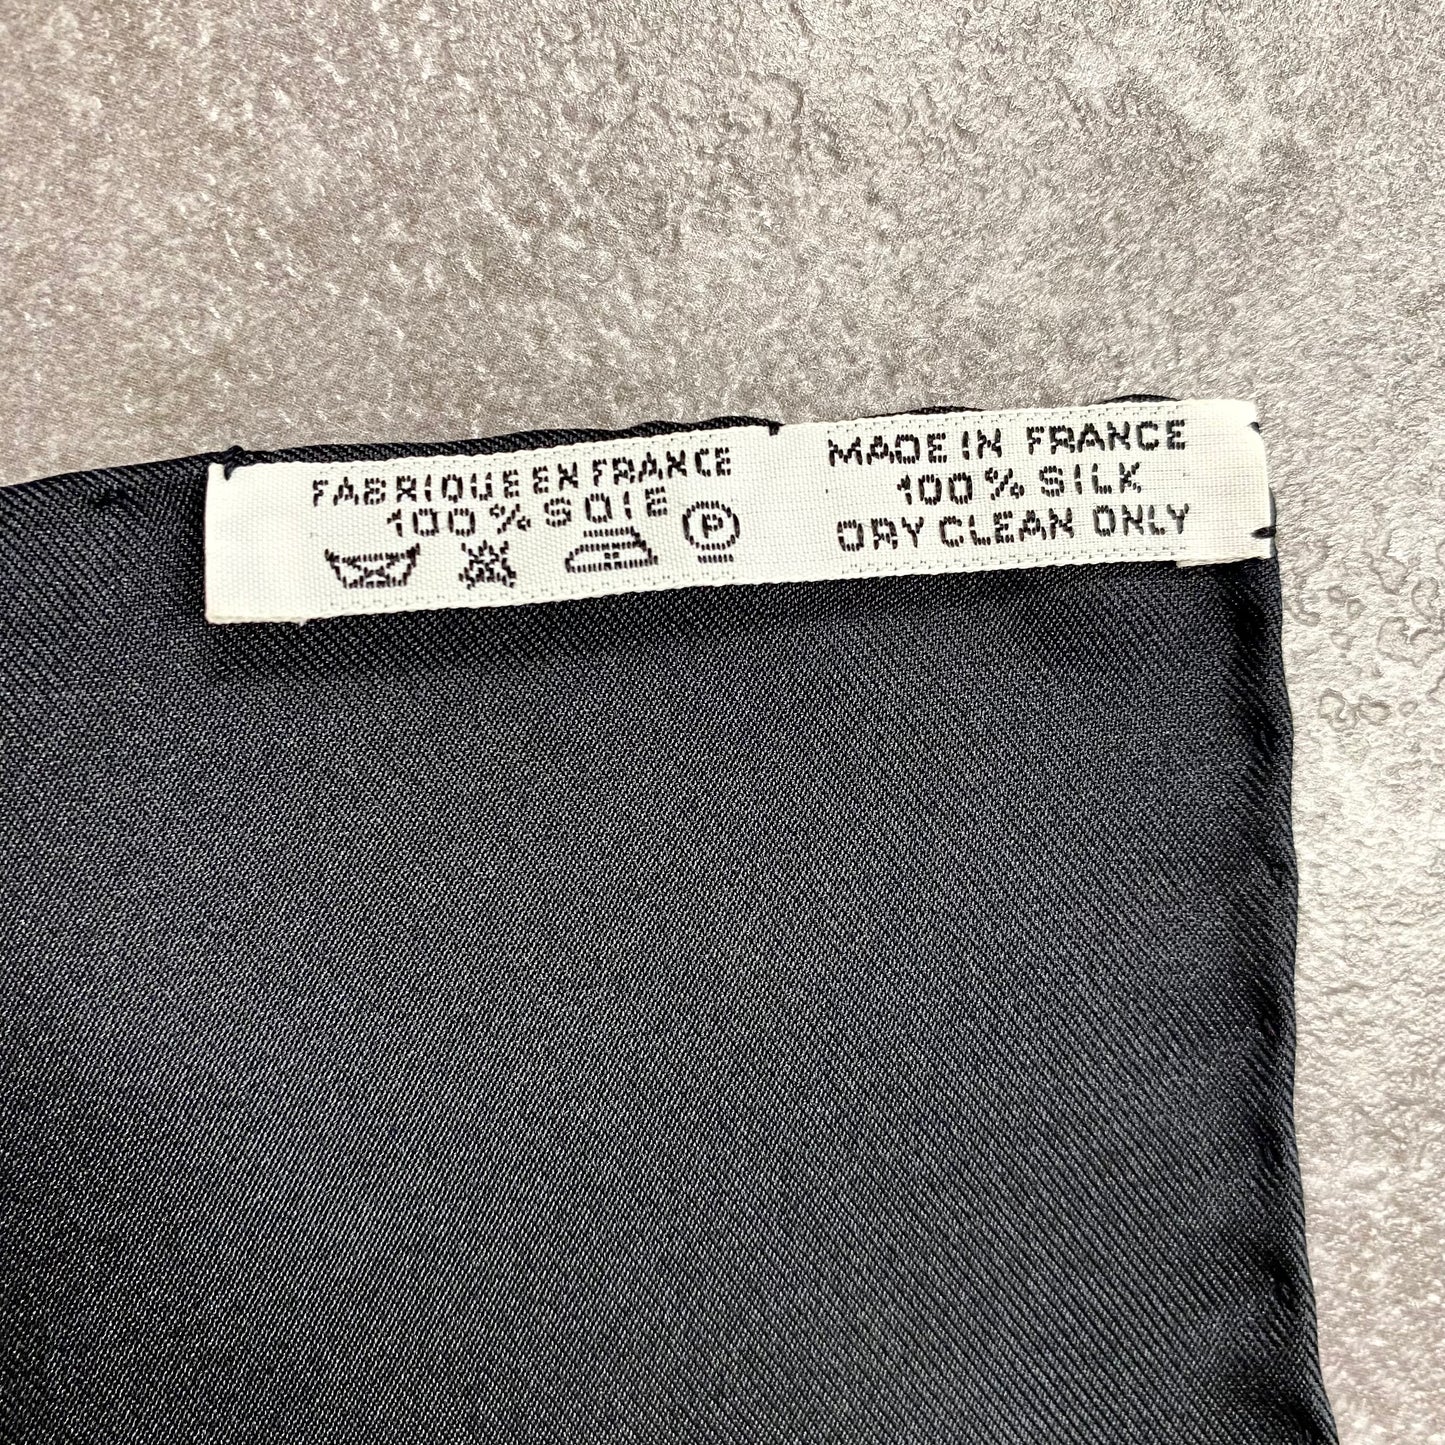 FABRIQUE EN FRANCE
100% SOIE
P
MADE IN FRANCE
100% SILK
DRY CLEAN ONLY